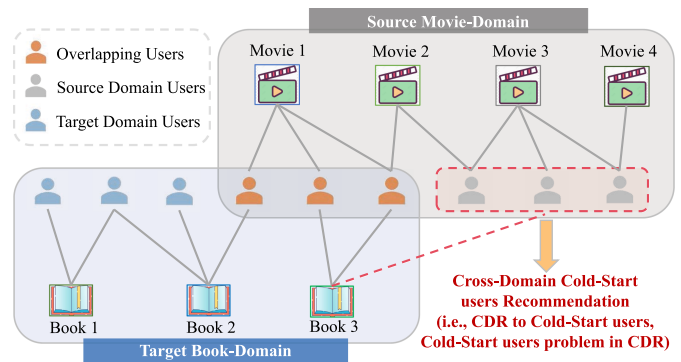 Source Movie-Domain
Overlapping Users
Source Domain Users
Target Domain Users
Movie 1
Movie 2
Movie 3
Movie 4
Book 1
Book 2
Book 3
Target Book-Domain
Cross-Domain Cold-Start
users Recommendation
(i.e., CDR to Cold-Start users,
Cold-Start users problem in CDR)